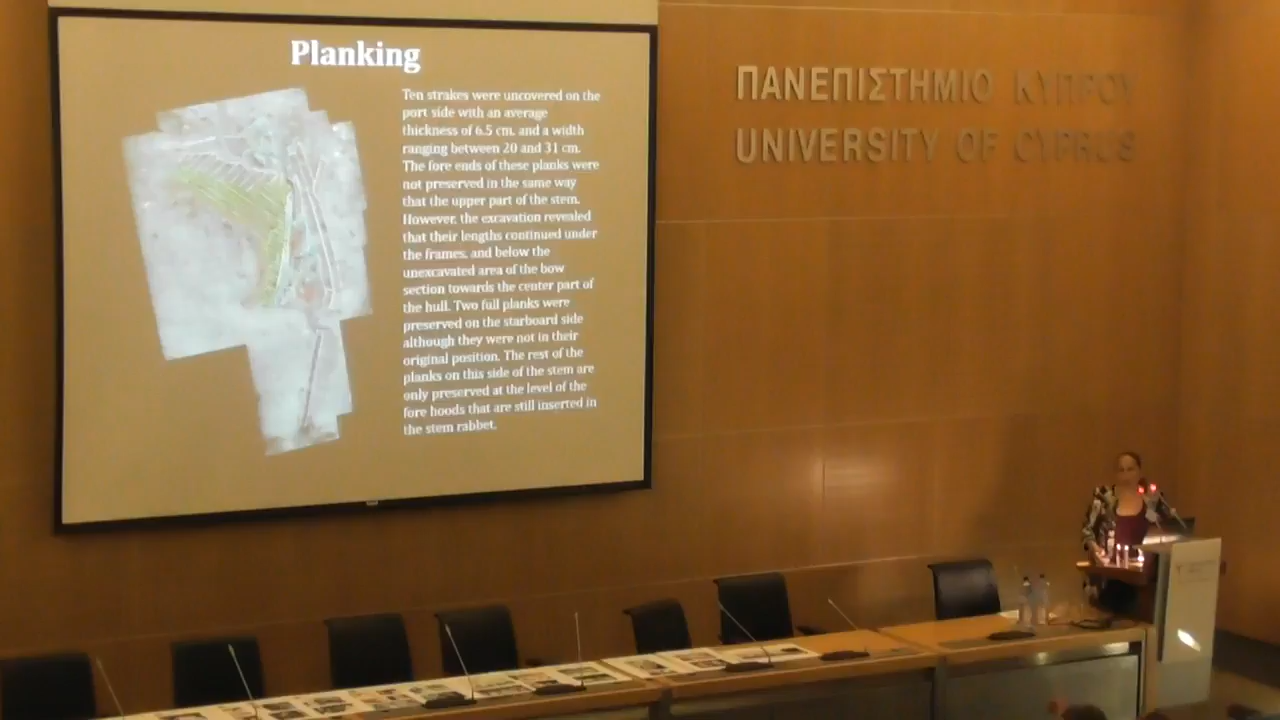 Planking
Ten strakes were uncovered on the
port side with an average
thickness of 6.5 cm, and a width
ranging between 20 and 31 cm.
The fore ends of these planks were
not preserved in the same way
that the upper part of the stem.
However, the excavation revealed
that their lengths continued under
the frames, and below the
unexcavated area of the bow
section towards the center part of
the hull. Two full planks were
preserved on the starboard side
although they were not in their
original position. The rest of the
planks on this side of the stem are
only preserved at the level of the
fore hoods that are still inserted in
the stem rabbet.
ΠΑΝΕΠΙΣΤΗΜΙΟ ΚΥΠΡΟΥ
UNIVERSITY OF CYPRUS